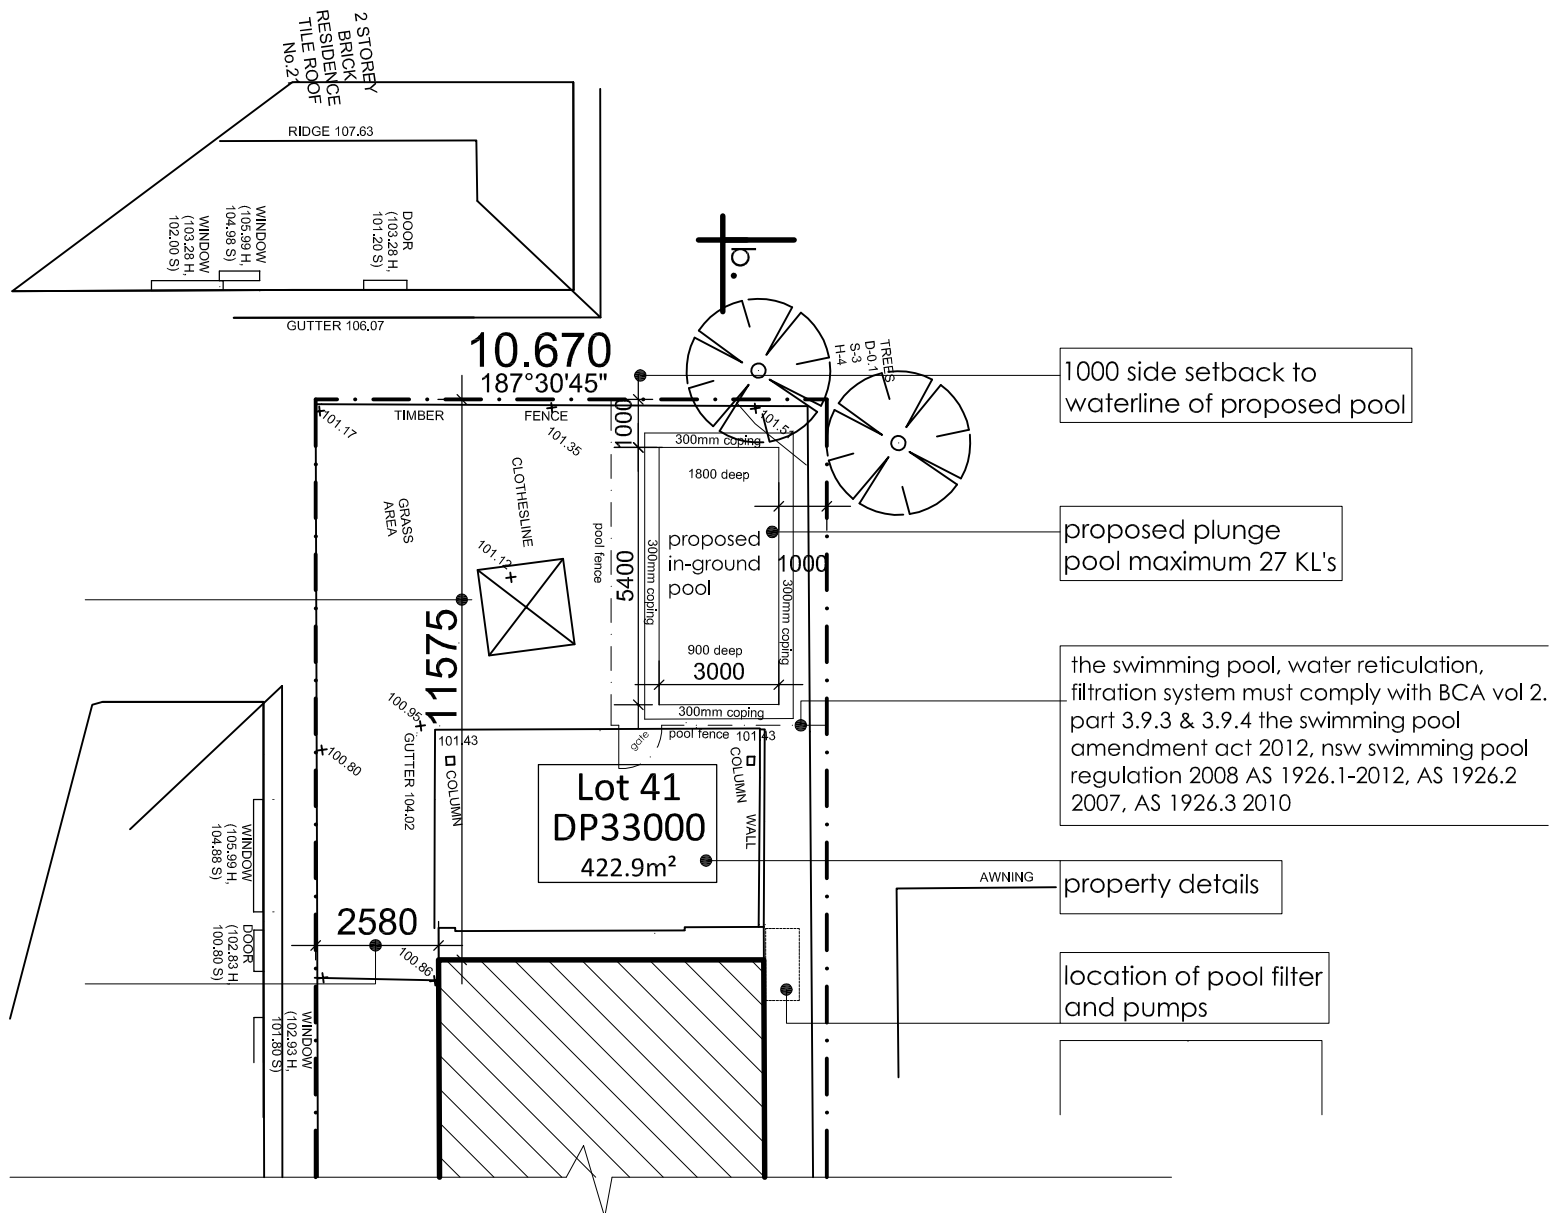 2 STOREY
BRICK
RESIDENCE
TILE ROOF
RIDGE 107.63
WINDOW
(103.28 H,
102.00 S)
WINDOW
(105.99 H,
104.98 S)
DOOR
(103.28 H,
101.20 S)
GUTTER 106.07
b.
10.670
187°30'45"
TREES
D-0.1
S-3
H-4
1000 side setback to
waterline of proposed pool
TIMBER FENCE
101.17
101.35
101.51
1000
300mm coping
1800 deep
GRASS
AREA
CLOTHESLINE
101.12
pool fence
5400
300mm coping
proposed
in-ground
pool
1000
300mm coping
proposed plunge
pool maximum 27 KL's
900 deep
3000
300mm coping
11575
100.95
101.43
gate
pool fence
101.43
the swimming pool, water reticulation,
filtration system must comply with BCA vol 2.
part 3.9.3 & 3.9.4 the swimming pool
amendment act 2012, nsw swimming pool
regulation 2008 AS 1926.1-2012, AS 1926.2
2007, AS 1926.3 2010
100.80
GUTTER 104.02
COLUMN
COLUMN
WALL
Lot 41
DP33000
422.9m²
WINDOW
(105.99 H,
104.88 S)
AWNING
property details
2580
DOOR
(102.83 H,
100.80 S)
100.86
location of pool filter
and pumps
WINDOW
(102.93 H,
101.80 S)